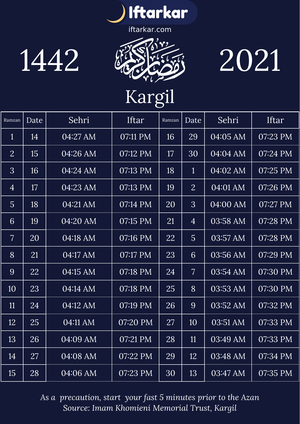 Iftarkar
iftarkar.com
1442 رمضان كريم 2021
Kargil
Ramzan Date Sehri Iftar Ramzan Date Sehri Iftar
1 14 04:27 AM 07:11 PM 16 29 04:05 AM 07:23 PM
2 15 04:26 AM 07:12 PM 17 30 04:04 AM 07:24 PM
3 16 04:24 AM 07:13 PM 18 1 04:02 AM 07:25 PM
4 17 04:23 AM 07:13 PM 19 2 04:01 AM 07:26 PM
5 18 04:21 AM 07:14 PM 20 3 04:00 AM 07:27 PM
6 19 04:20 AM 07:15 PM 21 4 03:58 AM 07:28 PM
7 20 04:18 AM 07:16 PM 22 5 03:57 AM 07:28 PM
8 21 04:17 AM 07:17 PM 23 6 03:56 AM 07:29 PM
9 22 04:15 AM 07:18 PM 24 7 03:54 AM 07:30 PM
10 23 04:14 AM 07:18 PM 25 8 03:53 AM 07:30 PM
11 24 04:12 AM 07:19 PM 26 9 03:52 AM 07:32 PM
12 25 04:11 AM 07:20 PM 27 10 03:51 AM 07:33 PM
13 26 04:09 AM 07:21 PM 28 11 03:49 AM 07:33 PM
14 27 04:08 AM 07:22 PM 29 12 03:48 AM 07:34 PM
15 28 04:06 AM 07:23 PM 30 13 03:47 AM 07:35 PM
As a precaution, start your fast 5 minutes prior to the Azan
Source: Imam Khomieni Memorial Trust, Kargil